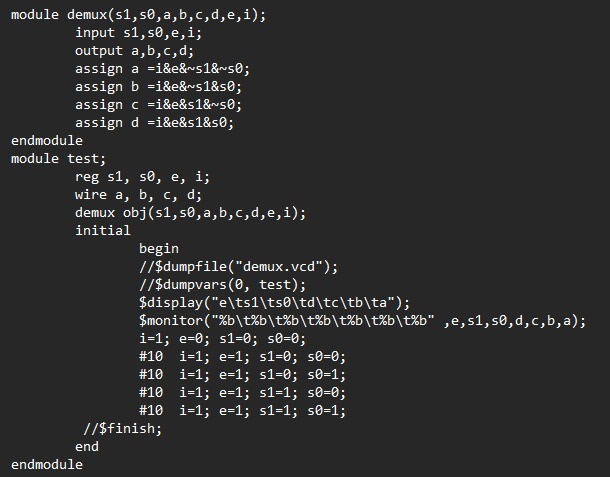 module demux(s1,s0,a,b,c,d,e,i);
        input s1,s0,e,i;
        output a,b,c,d;
        assign a =i&e&~s1&~s0;
        assign b =i&e&~s1&s0;
        assign c =i&e&s1&~s0;
        assign d =i&e&s1&s0;
endmodule
module test;
        reg s1, s0, e, i;
        wire a, b, c, d;
        demux obj(s1,s0,a,b,c,d,e,i);
        initial
                begin
                //$dumpfile("demux.vcd");
                //$dumpvars(0, test);
                $display("e\ts1\ts0\td\tc\tb\ta");
                $monitor("%b\t%b\t%b\t%b\t%b\t%b\t%b" ,e,s1,s0,d,c,b,a);
                i=1; e=0; s1=0; s0=0;
                #10  i=1; e=1; s1=0; s0=0;
                #10  i=1; e=1; s1=0; s0=1;
                #10  i=1; e=1; s1=1; s0=0;
                #10  i=1; e=1; s1=1; s0=1;
         //$finish;
        end
endmodule